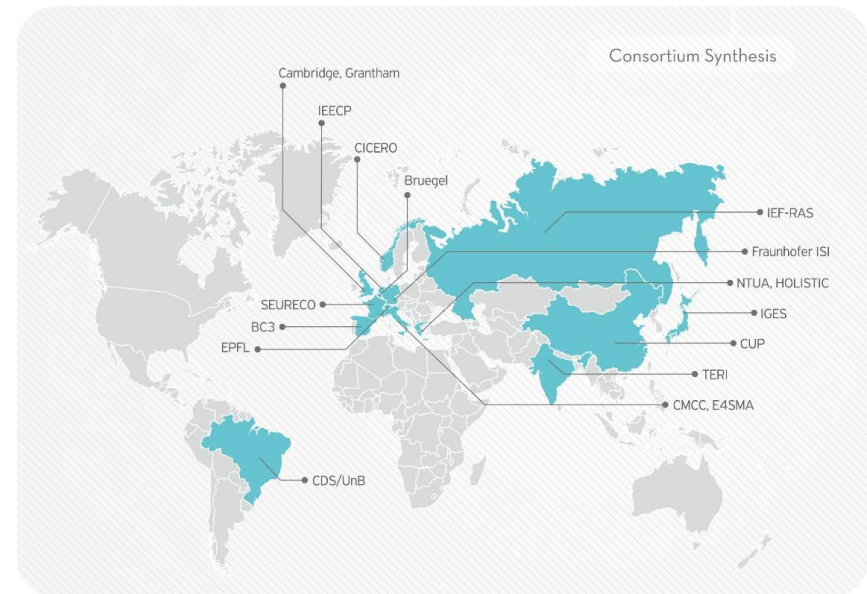 Consortium Synthesis
Cambridge, Grantham
IEECP
CICERO
Bruegel
IEF-RAS
Fraunhofer ISI
NTUA, HOLISTIC
SEURECO
IGES
BC3
CUP
EPFL
TERI
CMCC, E4SMA
CDS/UnB